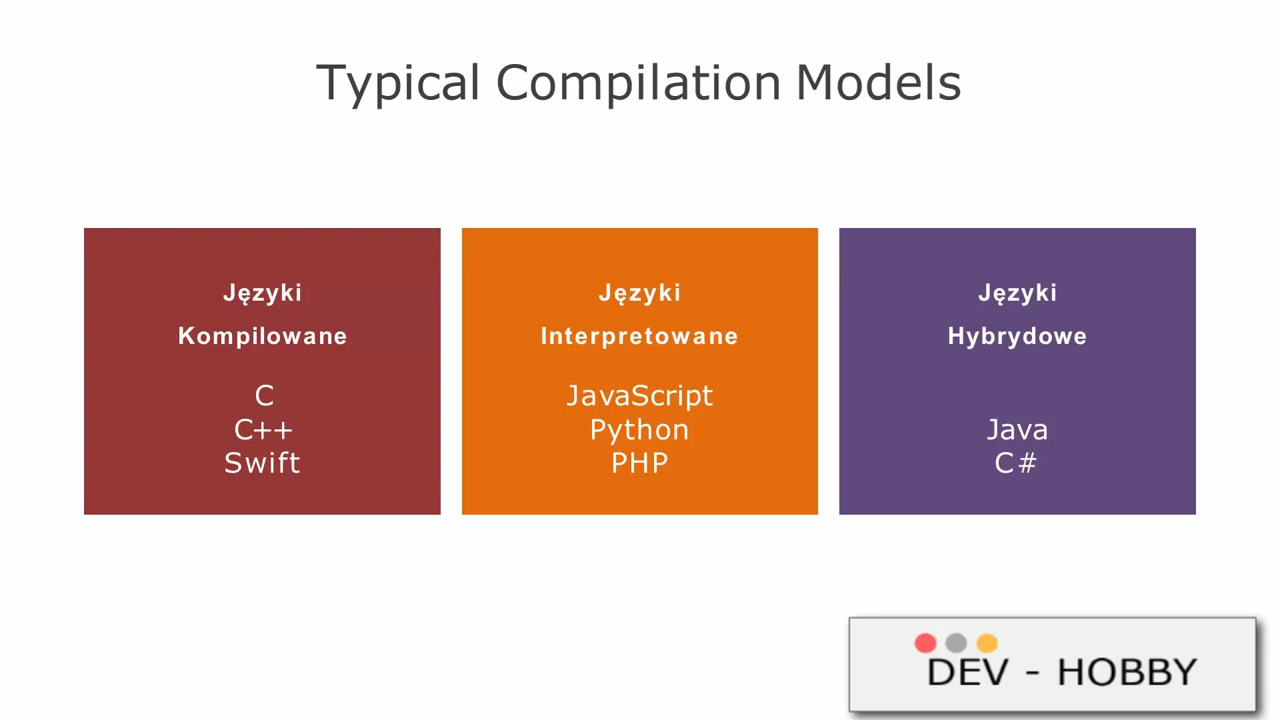 Typical Compilation Models
Języki
Kompilowane
C
C++
Swift
Języki
Interpretowane
JavaScript
Python
PHP
Języki
Hybrydowe
Java
C#
DEV - HOBBY